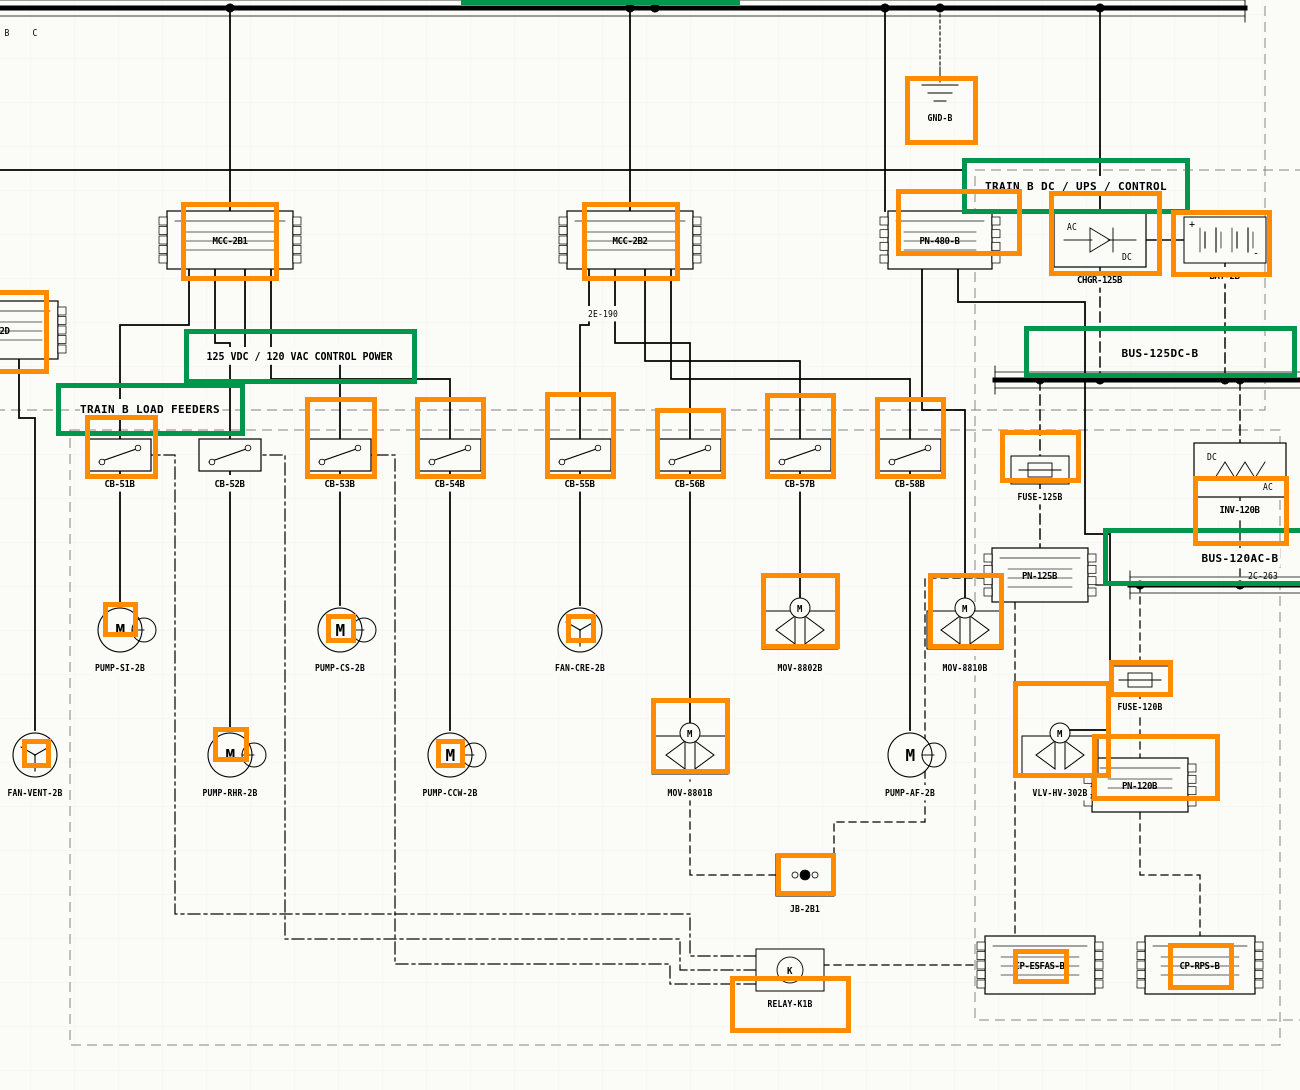 B C
GND-B
TRAIN B DC / UPS / CONTROL
MCC-2B1
MCC-2B2
PN-480-B
AC
DC
CHGR-125B
+
-
2E-190
2D
125 VDC / 120 VAC CONTROL POWER
BUS-125DC-B
TRAIN B LOAD FEEDERS
CB-51B
CB-52B
CB-53B
CB-54B
CB-55B
CB-56B
CB-57B
CB-58B
FUSE-125B
DC
AC
INV-120B
BUS-120AC-B
2C-263
PN-125B
M
PUMP-SI-2B
M
PUMP-CS-2B
FAN-CRE-2B
M
MOV-8802B
M
MOV-8810B
FUSE-120B
FAN-VENT-2B
M
PUMP-RHR-2B
M
PUMP-CCW-2B
M
MOV-8801B
M
PUMP-AF-2B
M
VLV-HV-302B
PN-120B
JB-2B1
K
RELAY-K1B
CP-ESFAS-B
CP-RPS-B